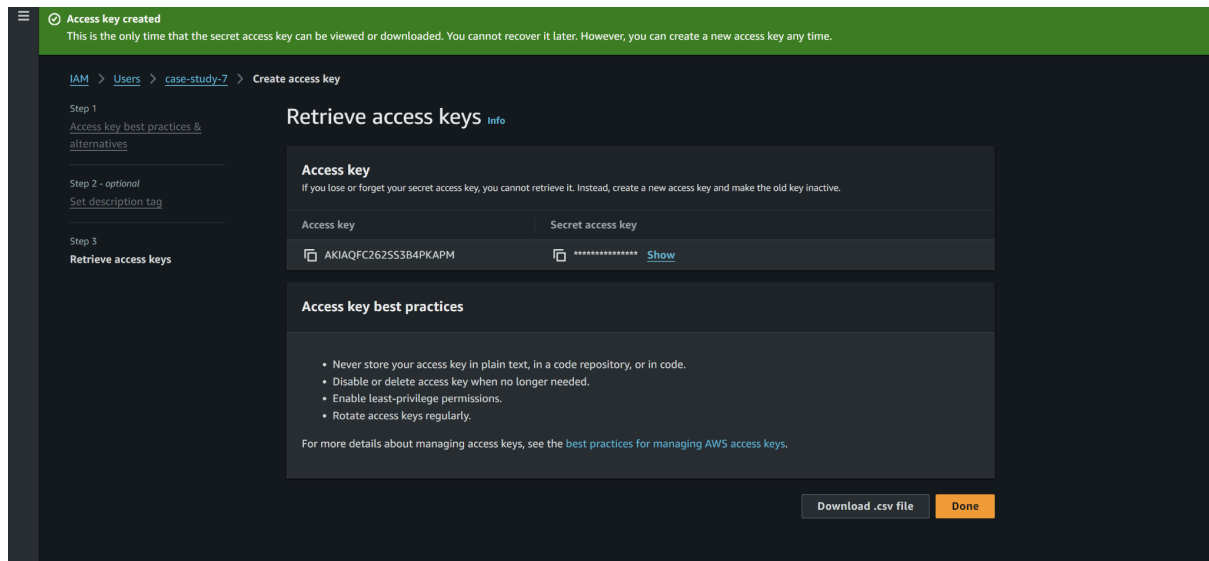 Access key created
This is the only time that the secret access key can be viewed or downloaded. You cannot recover it later. However, you can create a new access key any time.
IAM > Users > case-study-7 > Create access key
Step 1
Access key best practices &
alternatives
Step 2 - optional
Set description tag
Step 3
Retrieve access keys
Retrieve access keys Info
Access key
If you lose or forget your secret access key, you cannot retrieve it. Instead, create a new access key and make the old key inactive.
Access key Secret access key
AKIAQFC262SS3B4PKAPM ************** Show
Access key best practices
• Never store your access key in plain text, in a code repository, or in code.
• Disable or delete access key when no longer needed.
• Enable least-privilege permissions.
• Rotate access keys regularly.
For more details about managing access keys, see the best practices for managing AWS access keys.
Download .csv file Done